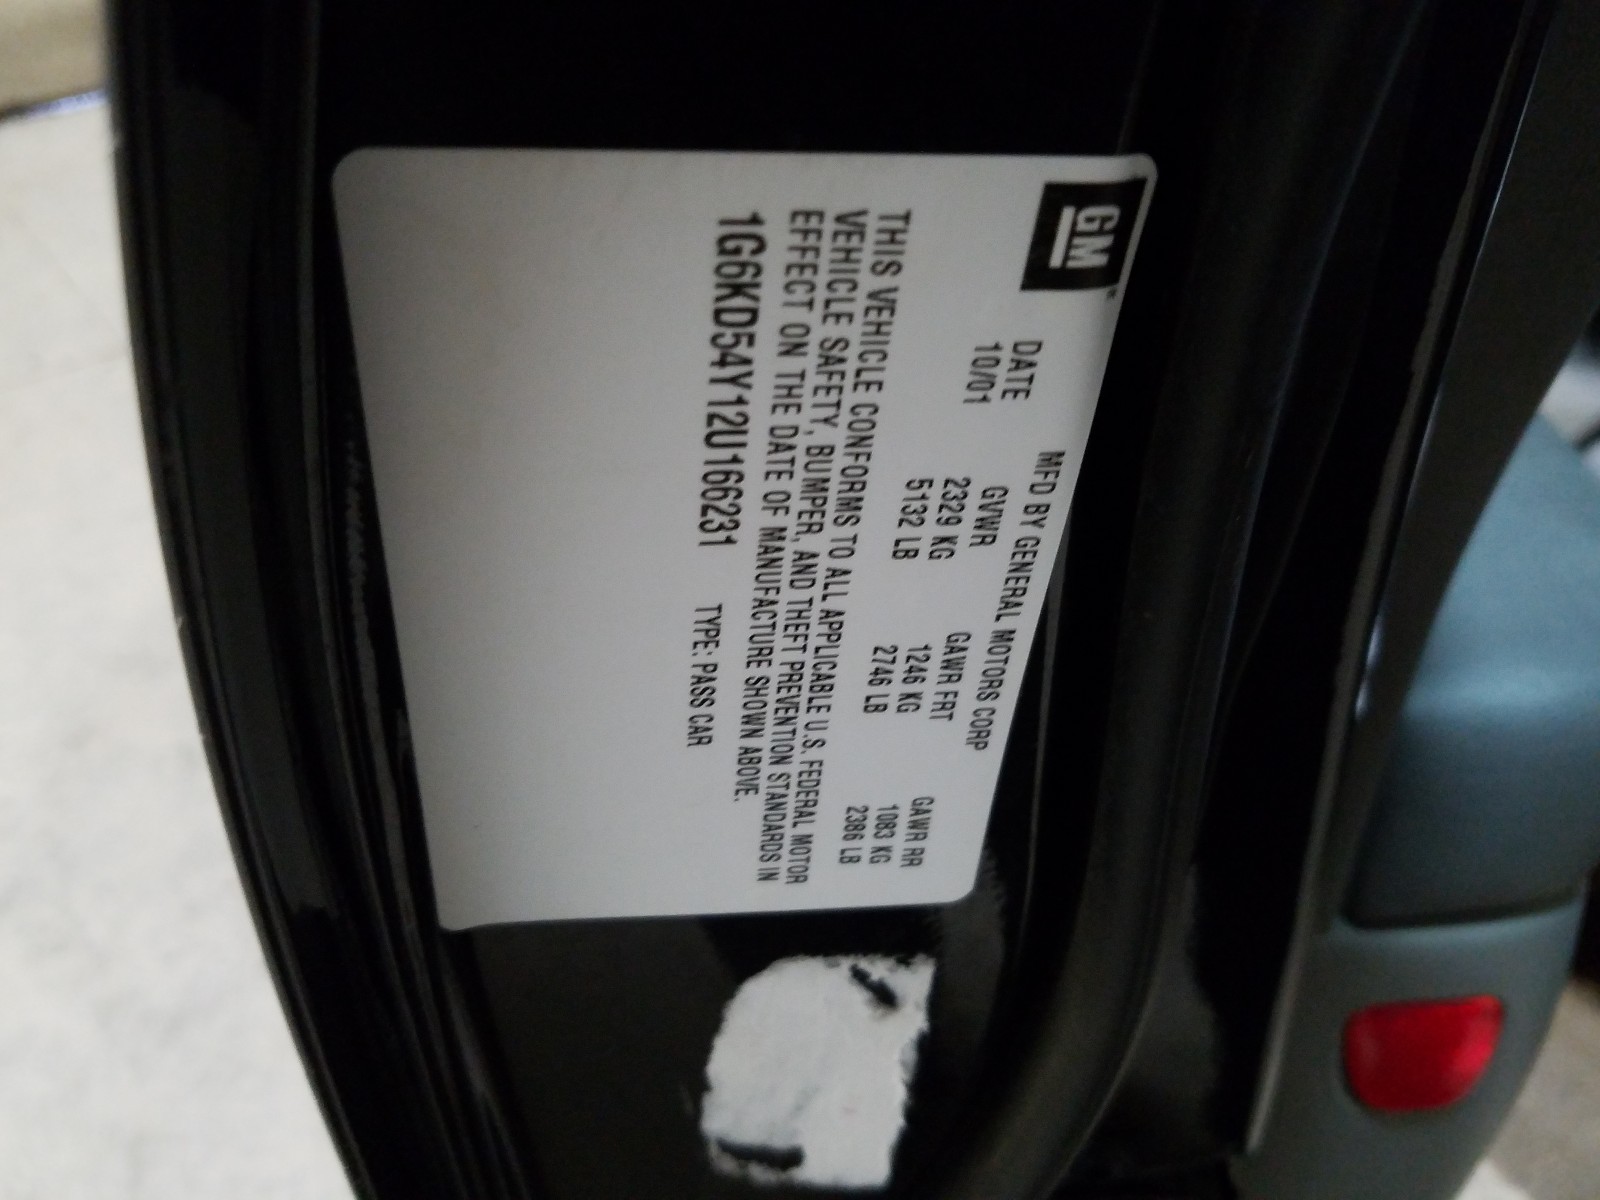 GM
MFD BY GENERAL MOTORS CORP
DATE GVWR GAWR FRT GAWR RR
10/01 2329 KG 1246 KG 1083 KG
5132 LB 2746 LB 2386 LB
THIS VEHICLE CONFORMS TO ALL APPLICABLE U.S. FEDERAL MOTOR
VEHICLE SAFETY, BUMPER, AND THEFT PREVENTION STANDARDS IN
EFFECT ON THE DATE OF MANUFACTURE SHOWN ABOVE.
1G6KD54Y12U166231 TYPE: PASS CAR